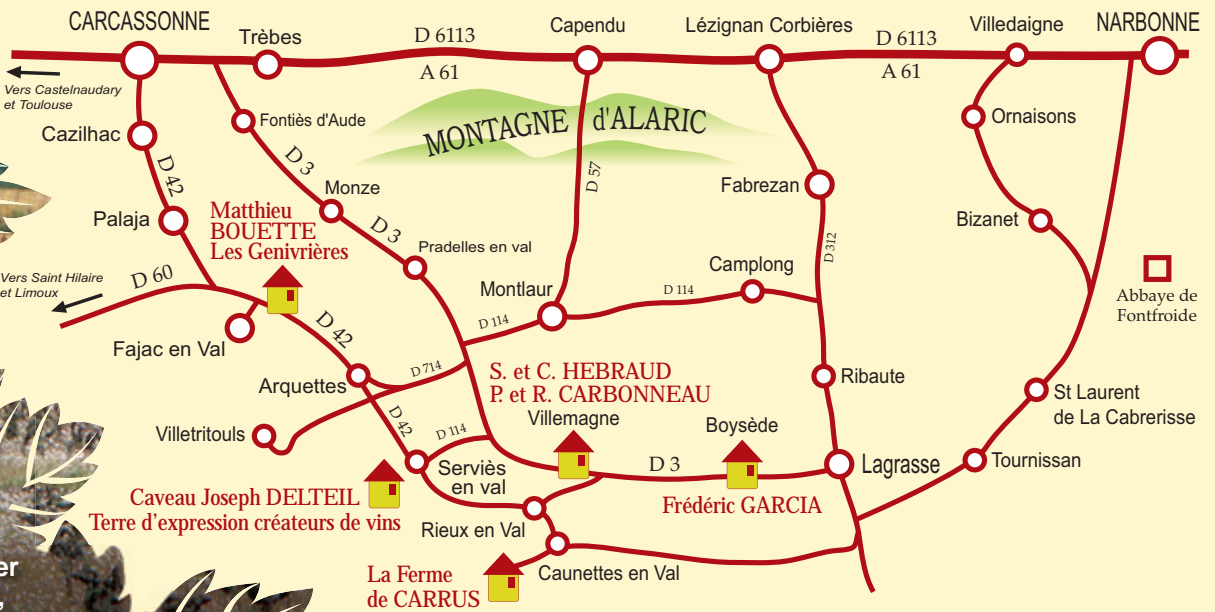 CARCASSONNE
Trèbes
D 6113
A 61
Capendu
Lézignan Corbières
D 6113
A 61
Villedaigne
NARBONNE
Vers Castelnaudary
et Toulouse
Cazilhac
Fontiès d'Aude
MONTAGNE d'ALARIC
Ornaisons
D 42
D 3
Monze
D 57
Fabrezan
Palaja
Matthieu
BOUETTE
Les Genivrières
D 3
Pradelles en val
D 312
Bizanet
Vers Saint Hilaire
et Limoux
D 60
Camplong
Montlaur
D 114
Abbaye de
Fontfroide
Fajac en Val
D 42
D 114
Arquettes
D 714
S. et C. HEBRAUD
P. et R. CARBONNEAU
Ribaute
St Laurent
de La Cabrerisse
Villetritouls
D 42
D 114
Villemagne
Boysède
Serviès
en val
D 3
Lagrasse
Tournissan
Caveau Joseph DELTEIL
Terre d'expression créateurs de vins
Frédéric GARCIA
Rieux en Val
La Ferme
de CARRUS
Caunettes en Val
er
,